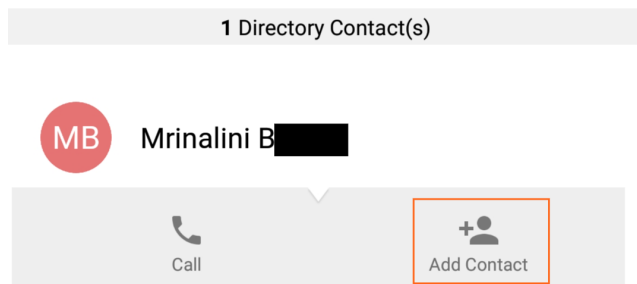 1 Directory Contact(s)
MB
Mrinalini B
Call
Add Contact